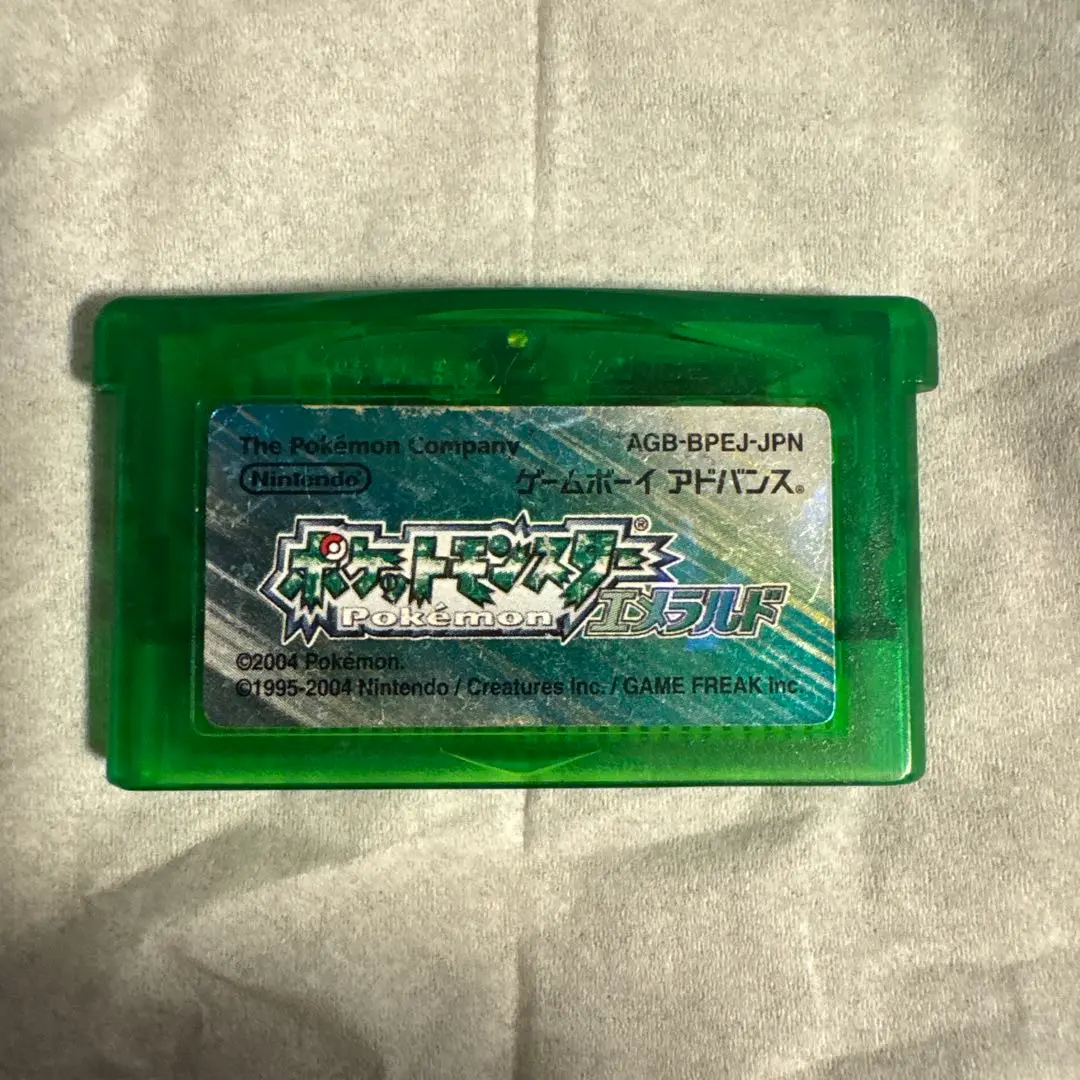 The Pokémon Company
AGB-BPEJ-JPN
Nintendo
ゲームボーイ アドバンス®
ポケットモンスター®
Pokémon
エメラルド
©2004 Pokémon.
©1995-2004 Nintendo / Creatures Inc. / GAME FREAK inc.